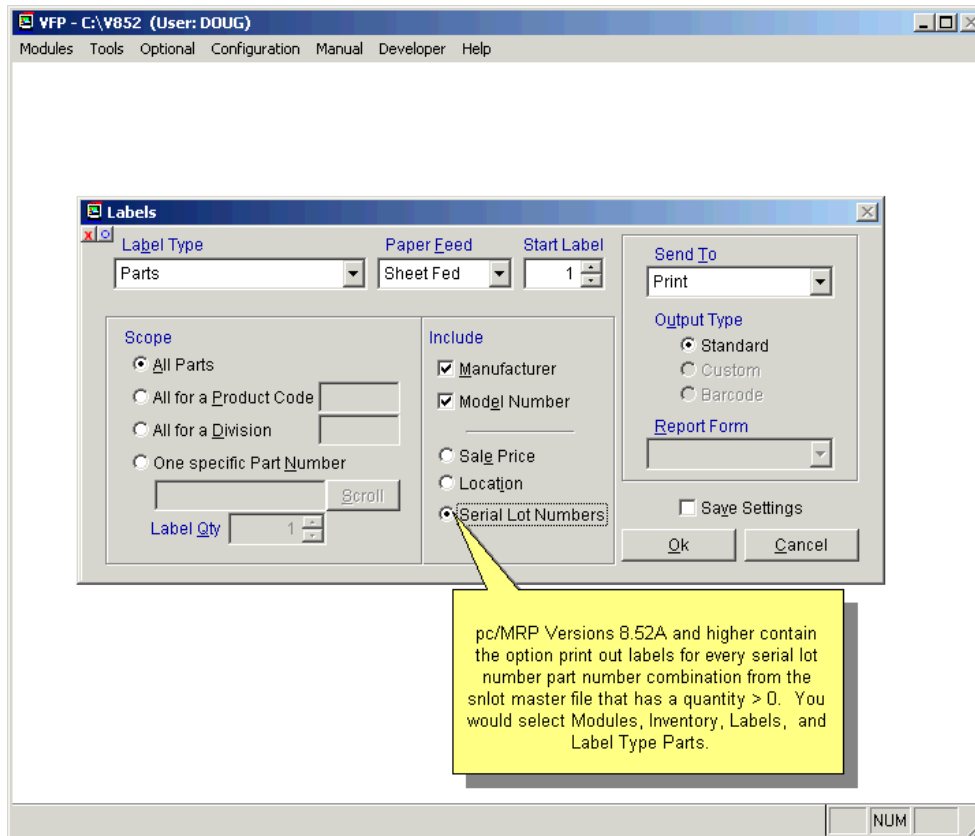 VFP - C:\V852 (User: DOUG)
Modules Tools Optional Configuration Manual Developer Help
Labels
Label Type
Parts
Paper Feed
Sheet Fed
Start Label
1
Send To
Print
Output Type
Standard
Custom
Barcode
Report Form
Scope
All Parts
All for a Product Code
All for a Division
One specific Part Number
Scroll
Label Qty
1
Include
Manufacturer
Model Number
Sale Price
Location
Serial Lot Numbers
Save Settings
Ok
Cancel
pc/MRP Versions 8.52A and higher contain
the option print out labels for every serial lot
number part number combination from the
snlot master file that has a quantity > 0. You
would select Modules, Inventory, Labels, and
Label Type Parts.
NUM